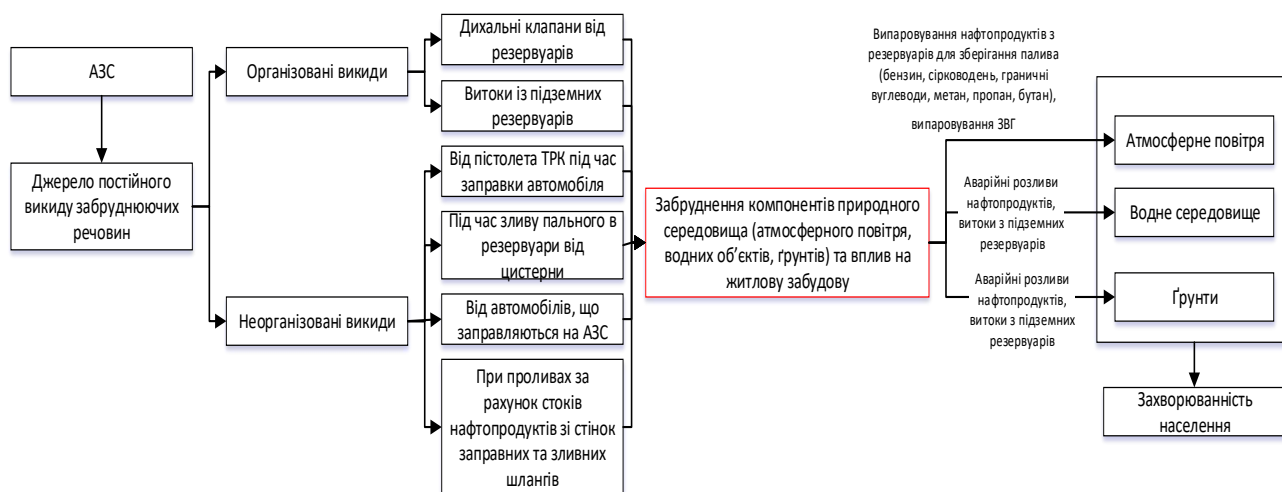 АЗС
Джерело постійного
викиду забруднюючих
речовин
Організовані викиди
Неорганізовані викиди
Дихальні клапани від
резервуарів
Витоки із підземних
резервуарів
Від пістолета ТРК під час
заправки автомобіля
Під час зливу пального в
резервуари від
цистерни
Від автомобілів, що
заправляються на АЗС
При проливах за
рахунок стоків
нафтопродуктів зі стінок
заправних та зливних
шлангів
Забруднення компонентів природного
середовища (атмосферного повітря,
водних об’єктів, ґрунтів) та вплив на
житлову забудову
Випаровування нафтопродуктів з
резервуарів для зберігання палива
(бензин, сірководень, граничні
вуглеводи, метан, пропан, бутан),
випаровування ЗВГ
Аварійні розливи
нафтопродуктів,
витоки з підземних
резервуарів
Аварійні розливи
нафтопродуктів,
витоки з підземних
резервуарів
Атмосферне повітря
Водне середовище
Ґрунти
Захворюванність
населення